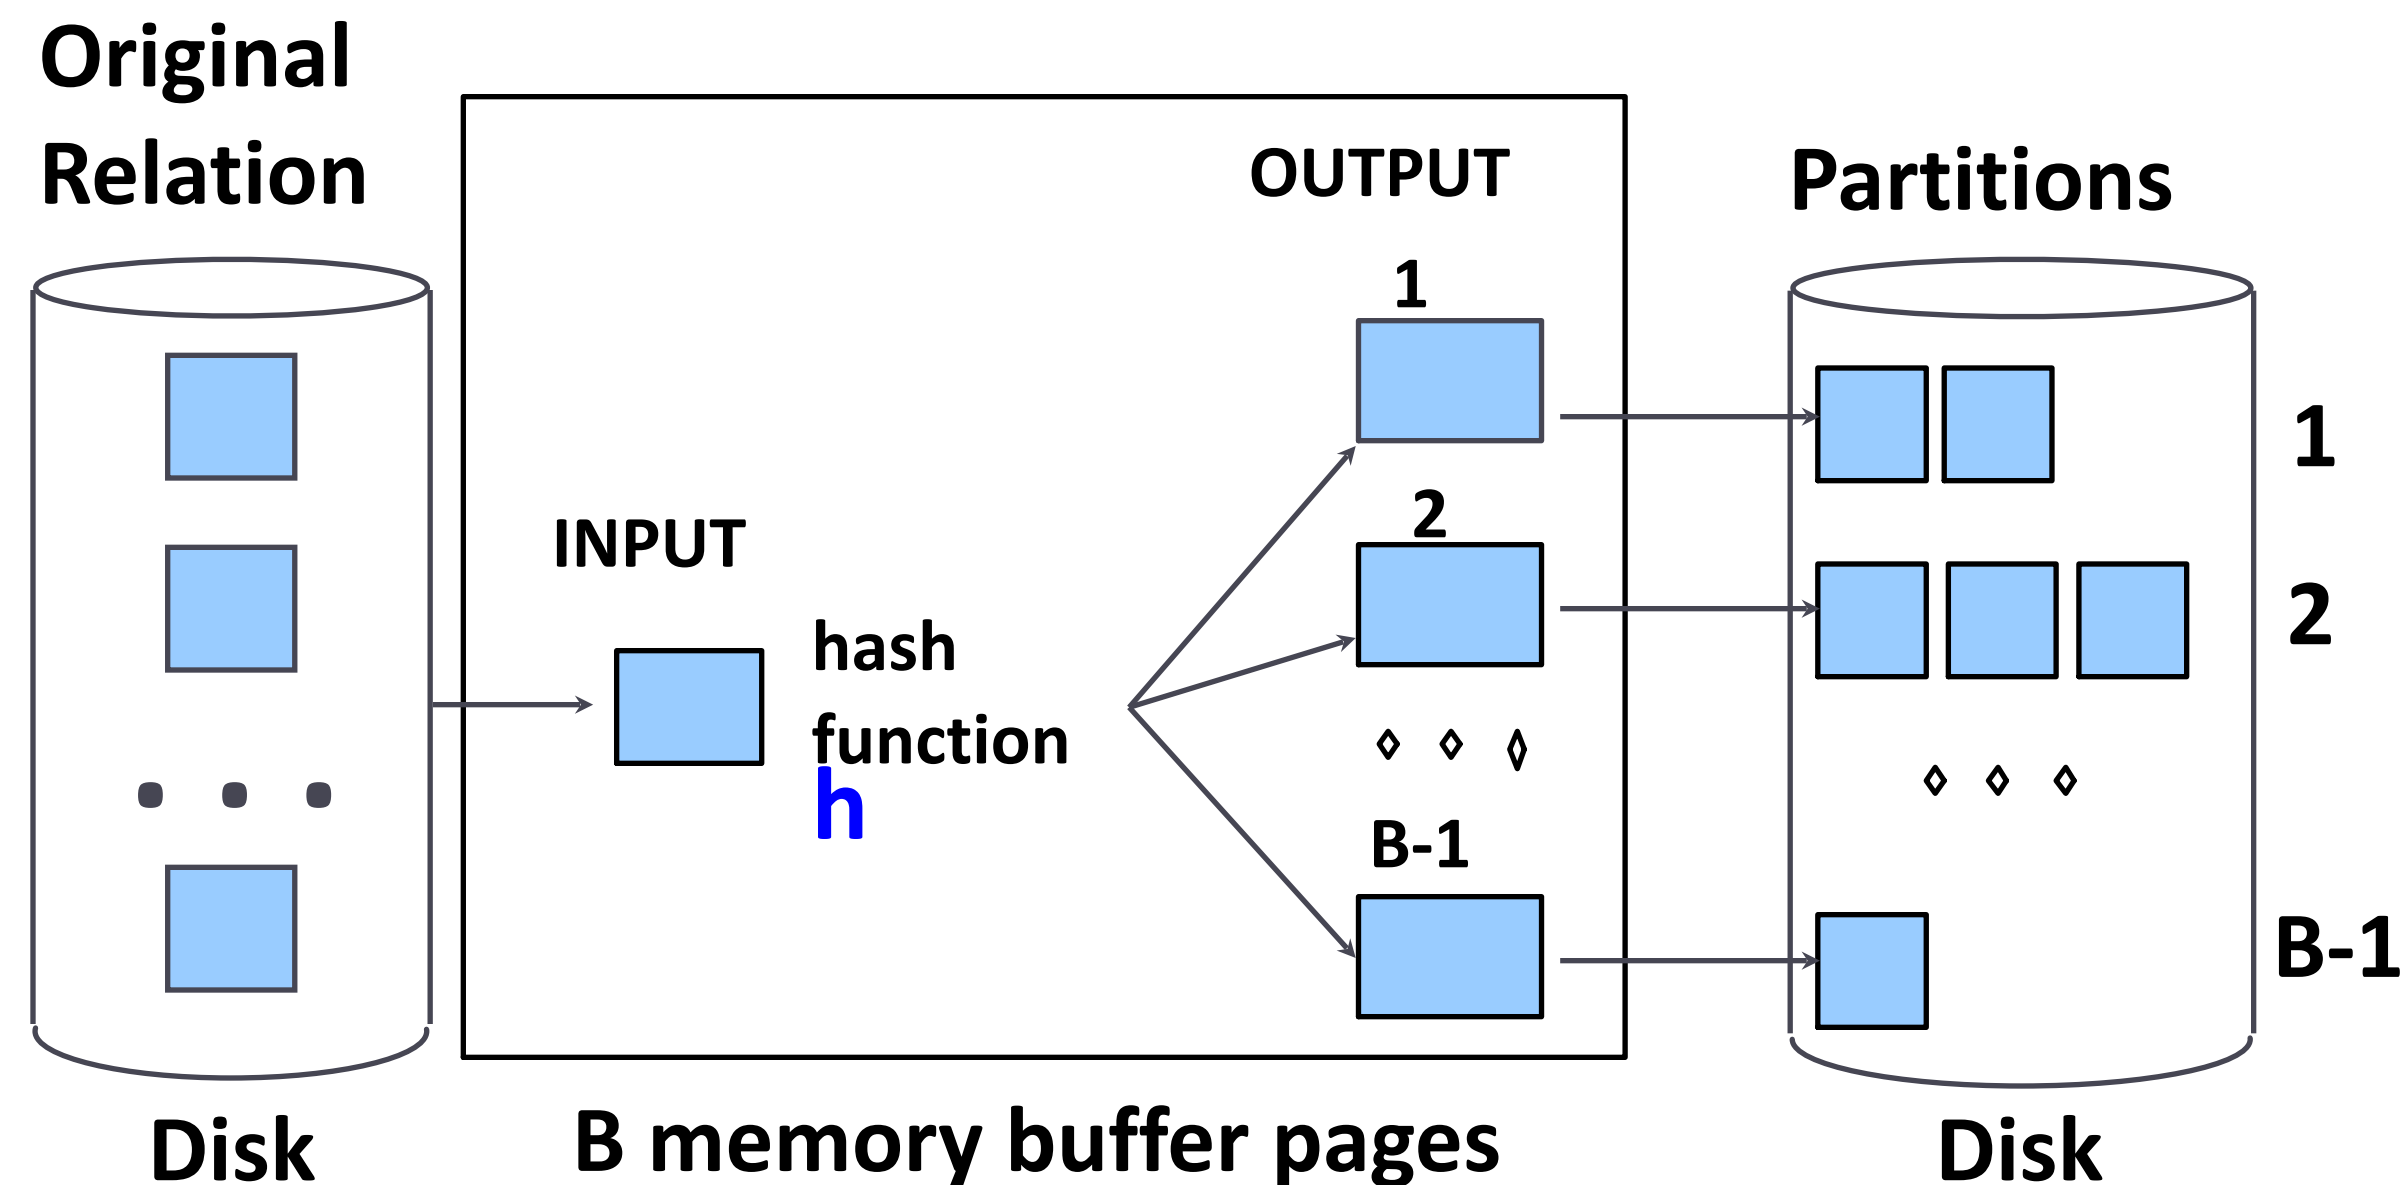 Original
Relation
OUTPUT
Partitions
1
2
B-1
INPUT
hash
function
h
1
2
B-1
Disk
B memory buffer pages
Disk